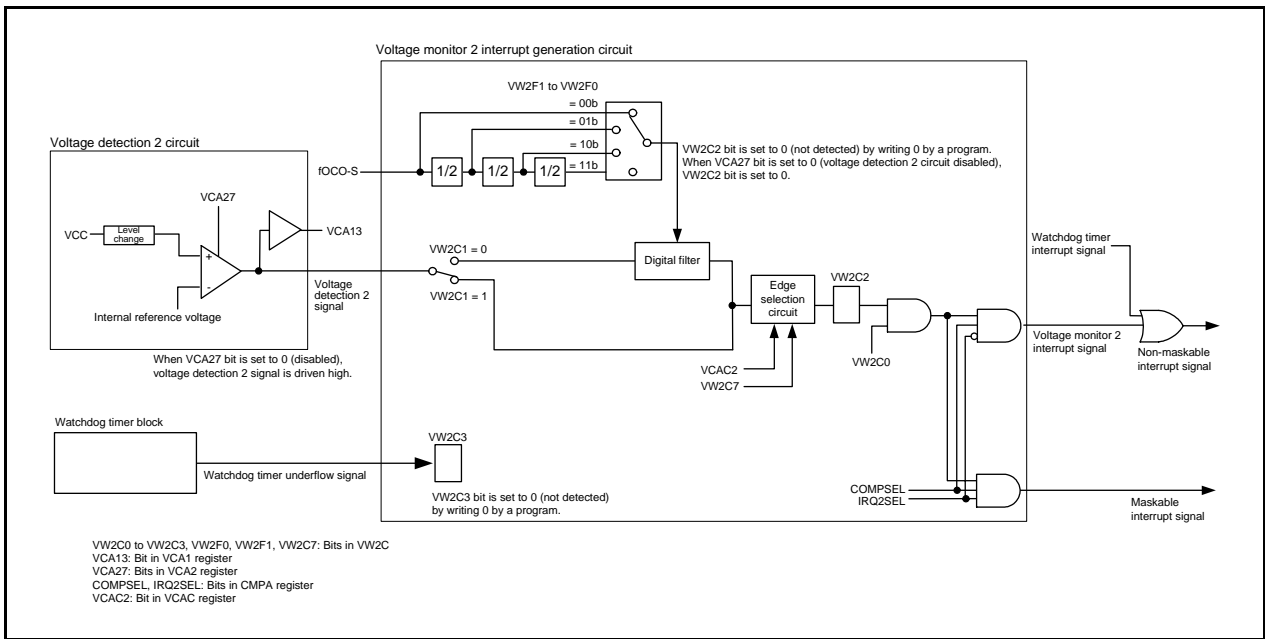 Voltage monitor 2 interrupt generation circuit
VW2F1 to VW2F0
= 00b
= 01b
= 10b
= 11b
fOCO-S
1/2
1/2
1/2
VW2C2 bit is set to 0 (not detected) by writing 0 by a program.
When VCA27 bit is set to 0 (voltage detection 2 circuit disabled),
VW2C2 bit is set to 0.
Voltage detection 2 circuit
VCA27
VCC
Level
change
+
-
VCA13
Internal reference voltage
Voltage
detection 2
signal
When VCA27 bit is set to 0 (disabled),
voltage detection 2 signal is driven high.
VW2C1 = 0
VW2C1 = 1
Digital filter
Edge
selection
circuit
VW2C2
VCAC2
VW2C7
VW2C0
Watchdog timer
interrupt signal
Voltage monitor 2
interrupt signal
Non-maskable
interrupt signal
Watchdog timer block
Watchdog timer underflow signal
VW2C3
VW2C3 bit is set to 0 (not detected)
by writing 0 by a program.
COMPSEL
IRQ2SEL
Maskable
interrupt signal
VW2C0 to VW2C3, VW2F0, VW2F1, VW2C7: Bits in VW2C
VCA13: Bit in VCA1 register
VCA27: Bits in VCA2 register
COMPSEL, IRQ2SEL: Bits in CMPA register
VCAC2: Bit in VCAC register